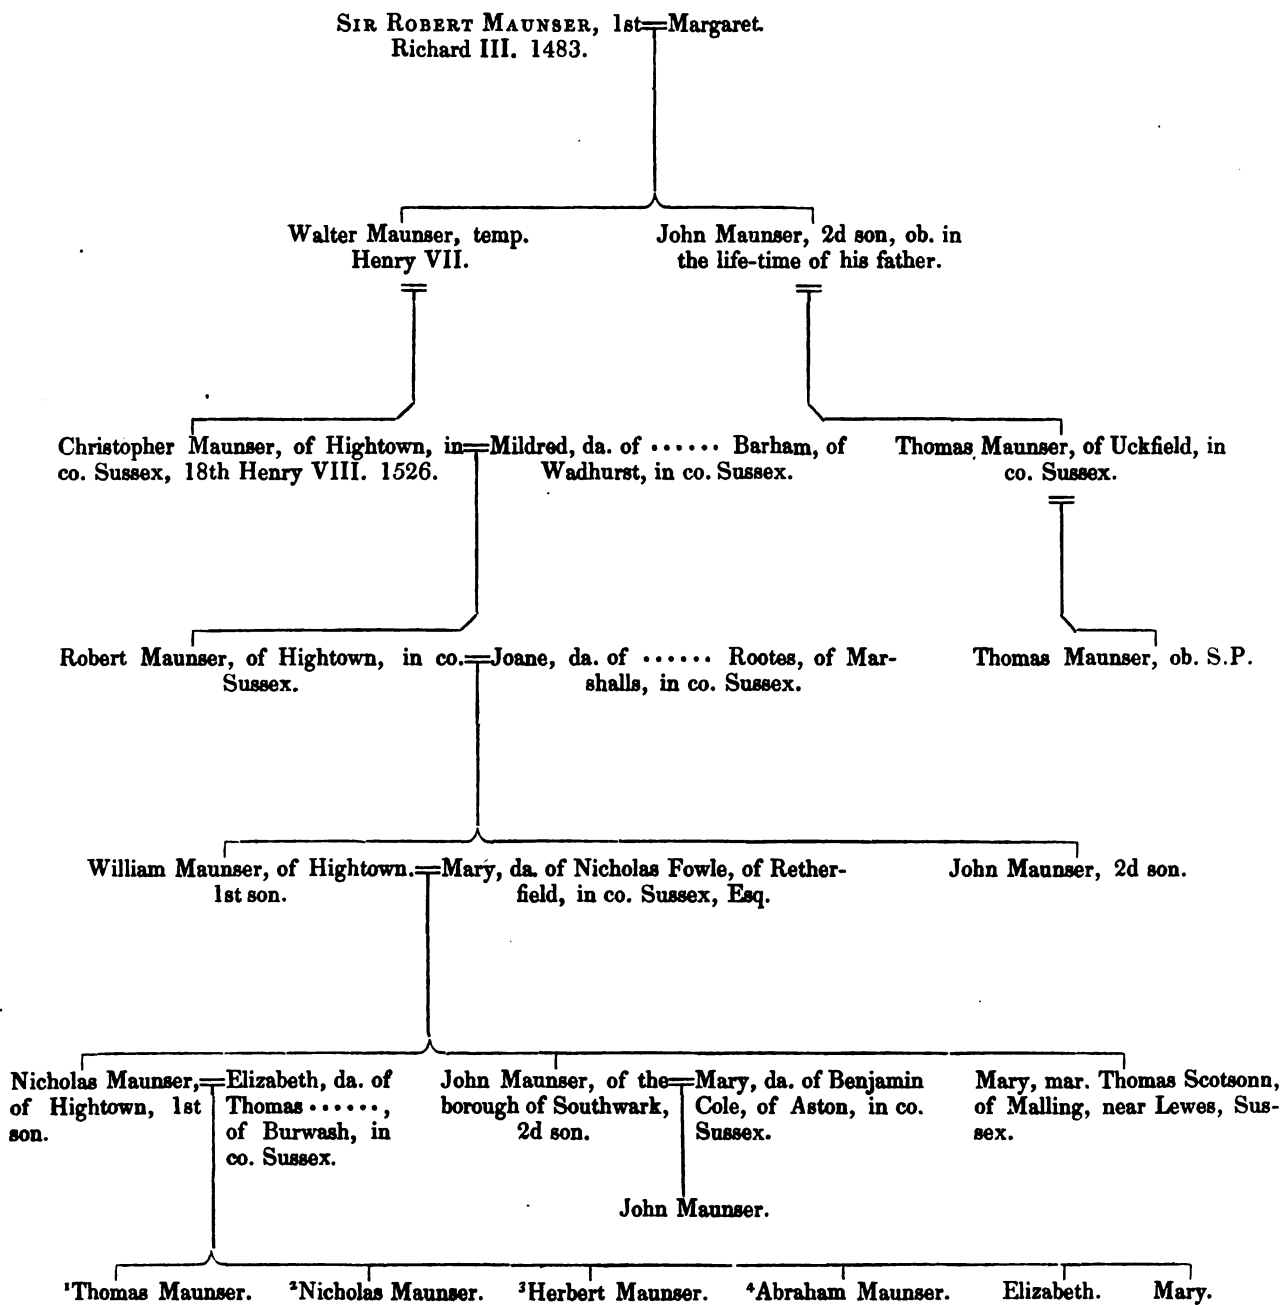 SIR ROBERT MAUNSER, 1st=Margaret.
Richard III. 1483.
Walter Maunser, temp.
Henry VII.
John Maunser, 2d son, ob. in
the life-time of his father.
Christopher Maunser, of Hightown, in=Mildred, da. of ...... Barham, of
co. Sussex, 18th Henry VIII. 1526.
Wadhurst, in co. Sussex.
Thomas Maunser, of Uckfield, in
co. Sussex.
Robert Maunser, of Hightown, in co.=Joane, da. of ...... Rootes, of Mar-
Sussex.
shalls, in co. Sussex.
Thomas Maunser, ob. S.P.
William Maunser, of Hightown.=Mary, da. of Nicholas Fowle, of Rether-
1st son.
field, in co. Sussex, Esq.
John Maunser, 2d son.
Nicholas Maunser,=
of Hightown, 1st
son.
Elizabeth, da. of
Thomas ......,
of Burwash, in
co. Sussex.
John Maunser, of the=
borough of Southwark,
2d son.
Mary, da. of Benjamin
Cole, of Aston, in co.
Sussex.
Mary, mar. Thomas Scotsonn,
of Malling, near Lewes, Sus-
sex.
John Maunser.
¹Thomas Maunser. ²Nicholas Maunser. ³Herbert Maunser. ⁴Abraham Maunser. Elizabeth. Mary.